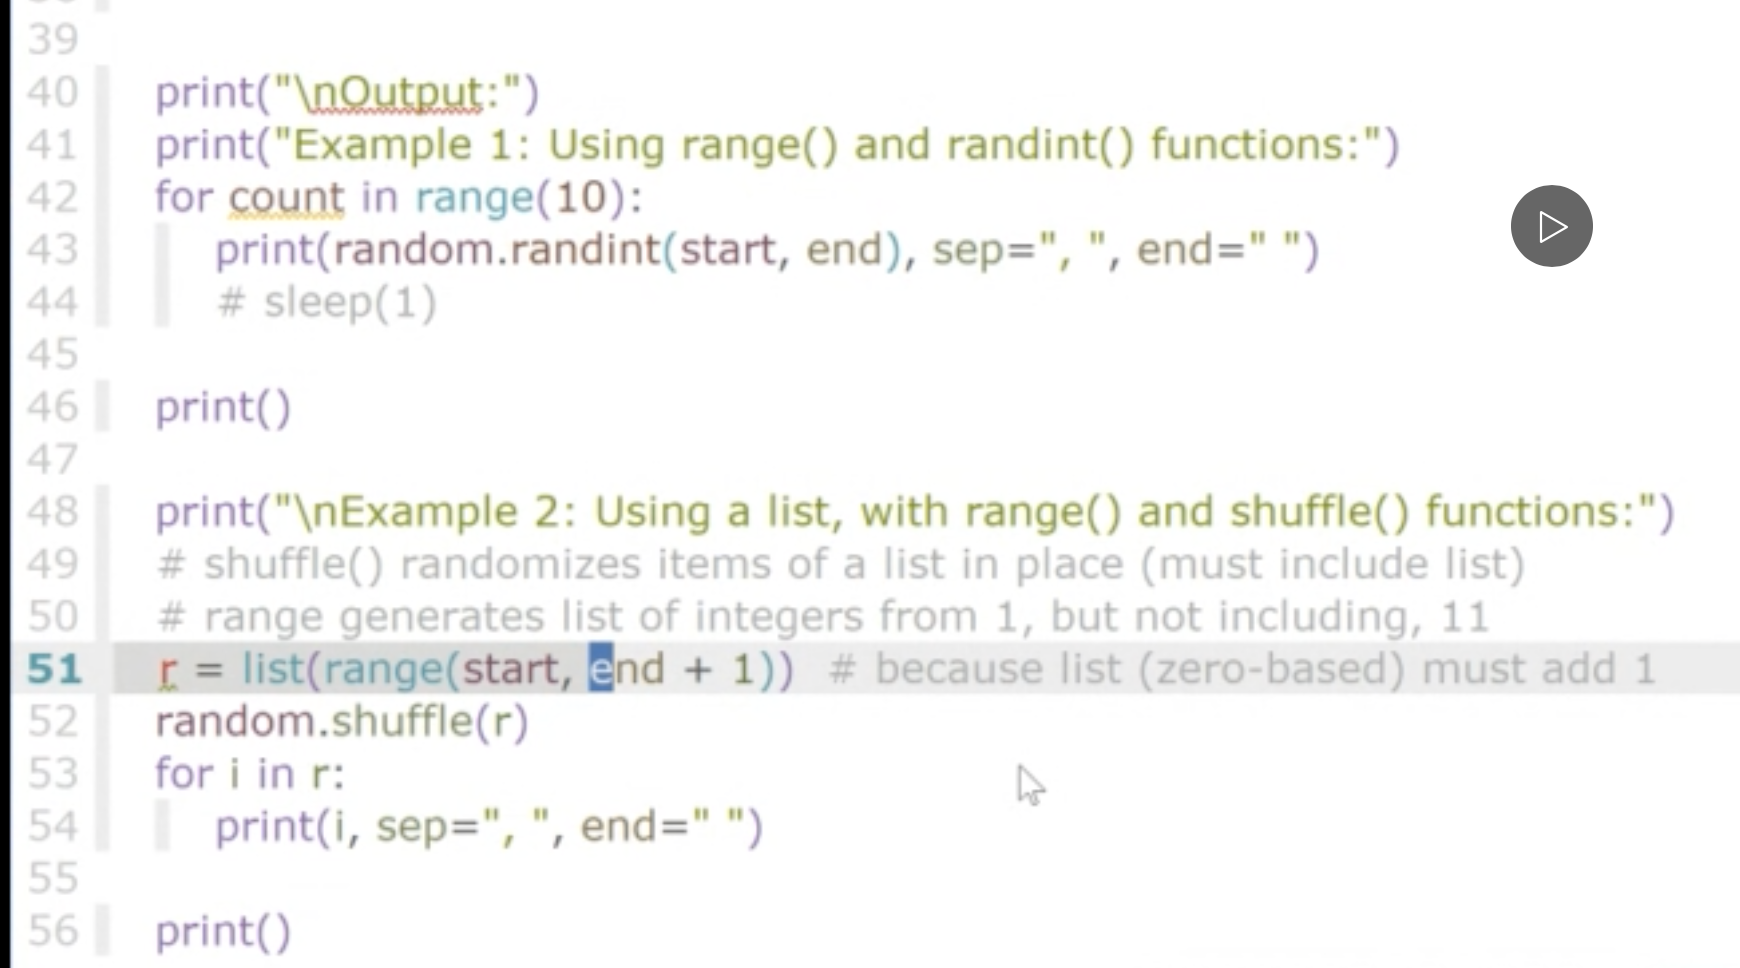 39
40 print("\nOutput:")
41 print("Example 1: Using range() and randint() functions:")
42 for count in range(10):
43 print(random.randint(start, end), sep=", ", end=" ")
44 # sleep(1)
45
46 print()
47
48 print("\nExample 2: Using a list, with range() and shuffle() functions:")
49 # shuffle() randomizes items of a list in place (must include list)
50 # range generates list of integers from 1, but not including, 11
51 r = list(range(start, end + 1)) # because list (zero-based) must add 1
52 random.shuffle(r)
53 for i in r:
54 print(i, sep=", ", end=" ")
55
56 print()